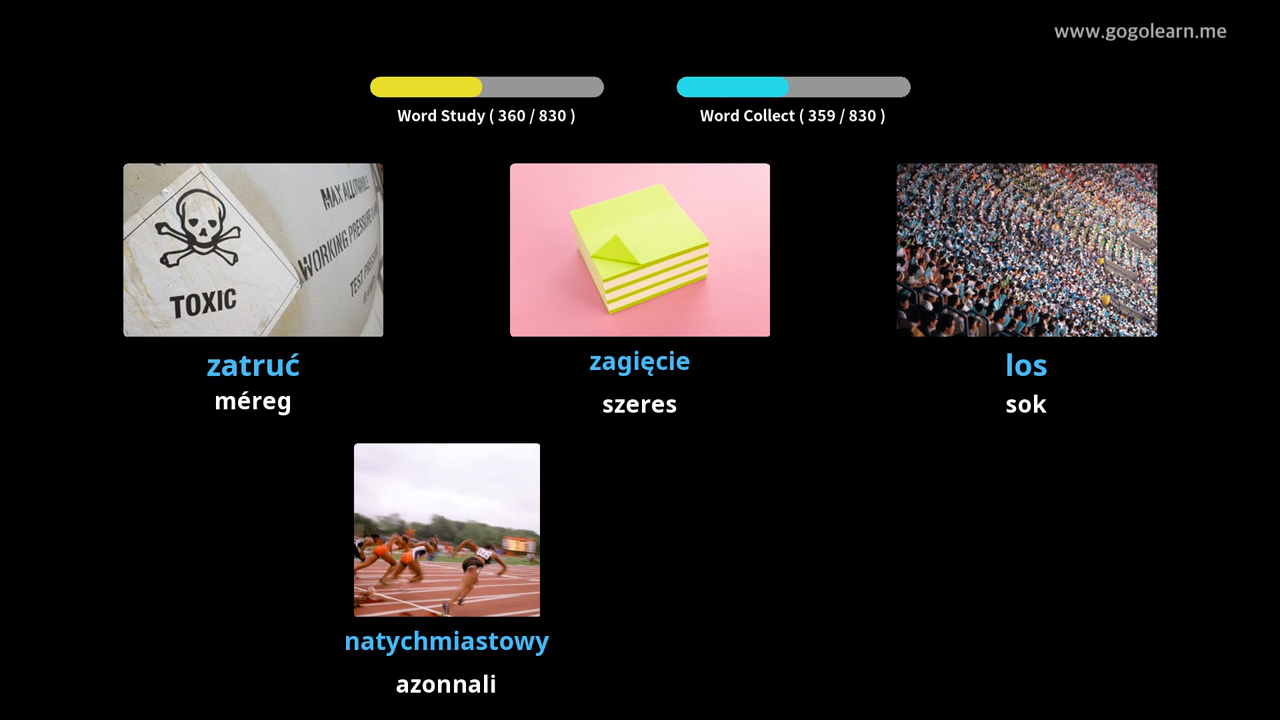 www.gogolearn.me
Word Study ( 360 / 830 )
Word Collect ( 359 / 830 )
MAX ALLOWABLE
WORKING PRESSURE
TOXIC
TEST
zatruć
zagięcie
los
méreg
szeres
sok
natychmiastowy
azonnali